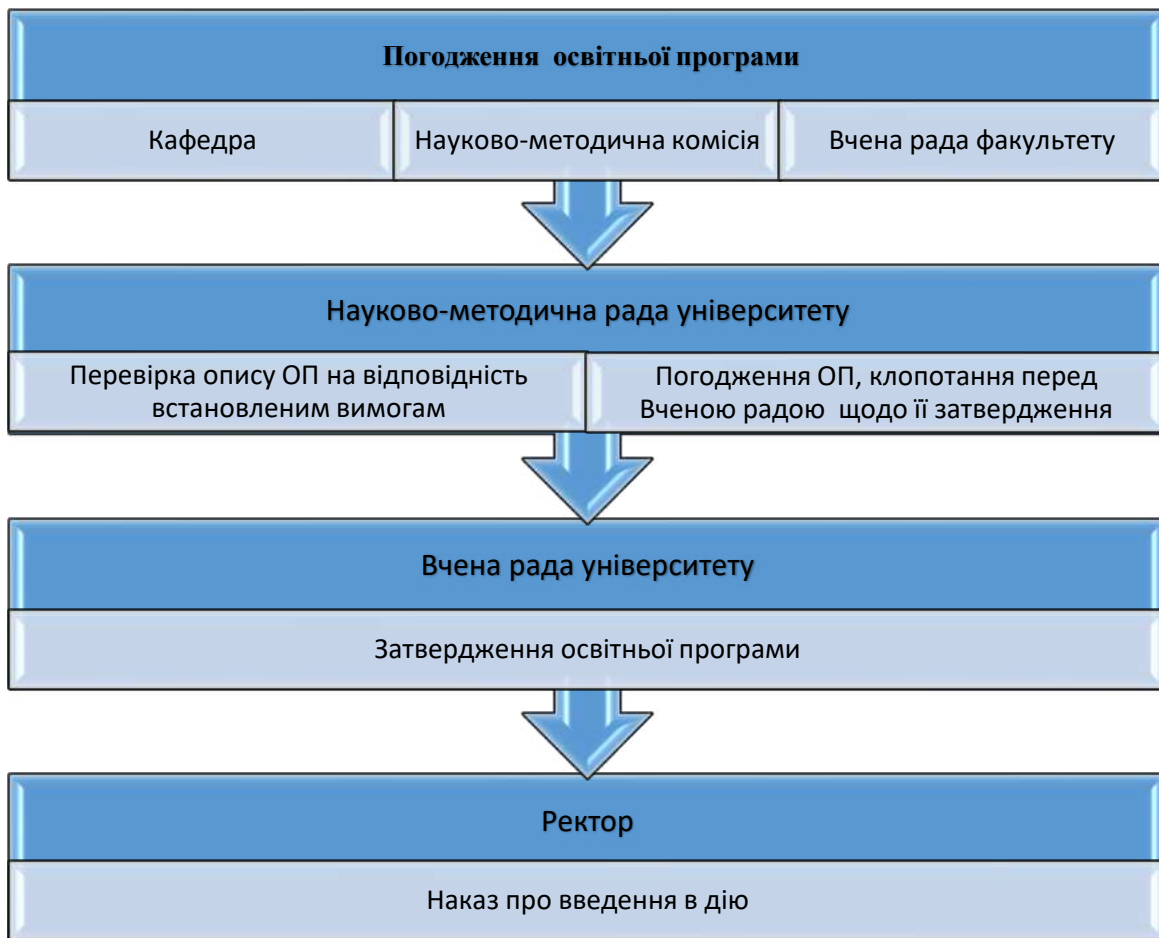 Погодження освітньої програми
Кафедра
Науково-методична комісія
Вчена рада факультету
Науково-методична рада університету
Перевірка опису ОП на відповідність
встановленим вимогам
Погодження ОП, клопотання перед
Вченою радою щодо її затвердження
Вчена рада університету
Затвердження освітньої програми
Ректор
Наказ про введення в дію